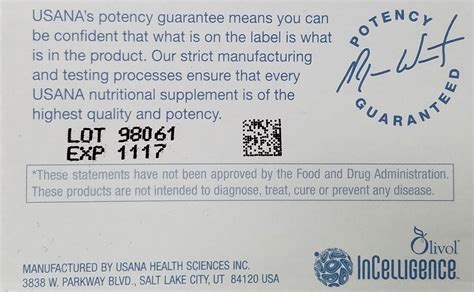 USANA's potency guarantee means you can
be confident that what is on the label is what
is in the product. Our strict manufacturing
and testing processes ensure that every
USANA nutritional supplement is of the
highest quality and potency.
POTENCY
GUARANTEED
LOT 98061
EXP 1117
*These statements have not been approved by the Food and Drug Administration.
These products are not intended to diagnose, treat, cure or prevent any disease.
Olivol
InCelligence
MANUFACTURED BY USANA HEALTH SCIENCES INC.
3838 W. PARKWAY BLVD., SALT LAKE CITY, UT 84120 USA